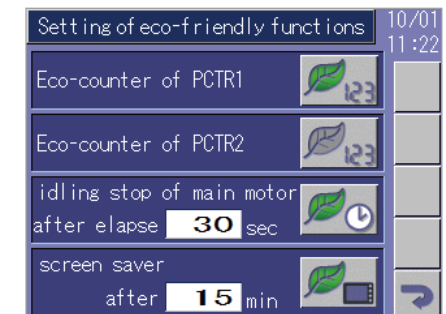 Setting of eco-friendly functions
10/01
11:22
Eco-counter of PCTR1
123
Eco-counter of PCTR2
123
idling stop of main motor
after elapse 30 sec
screen saver
after 15 min